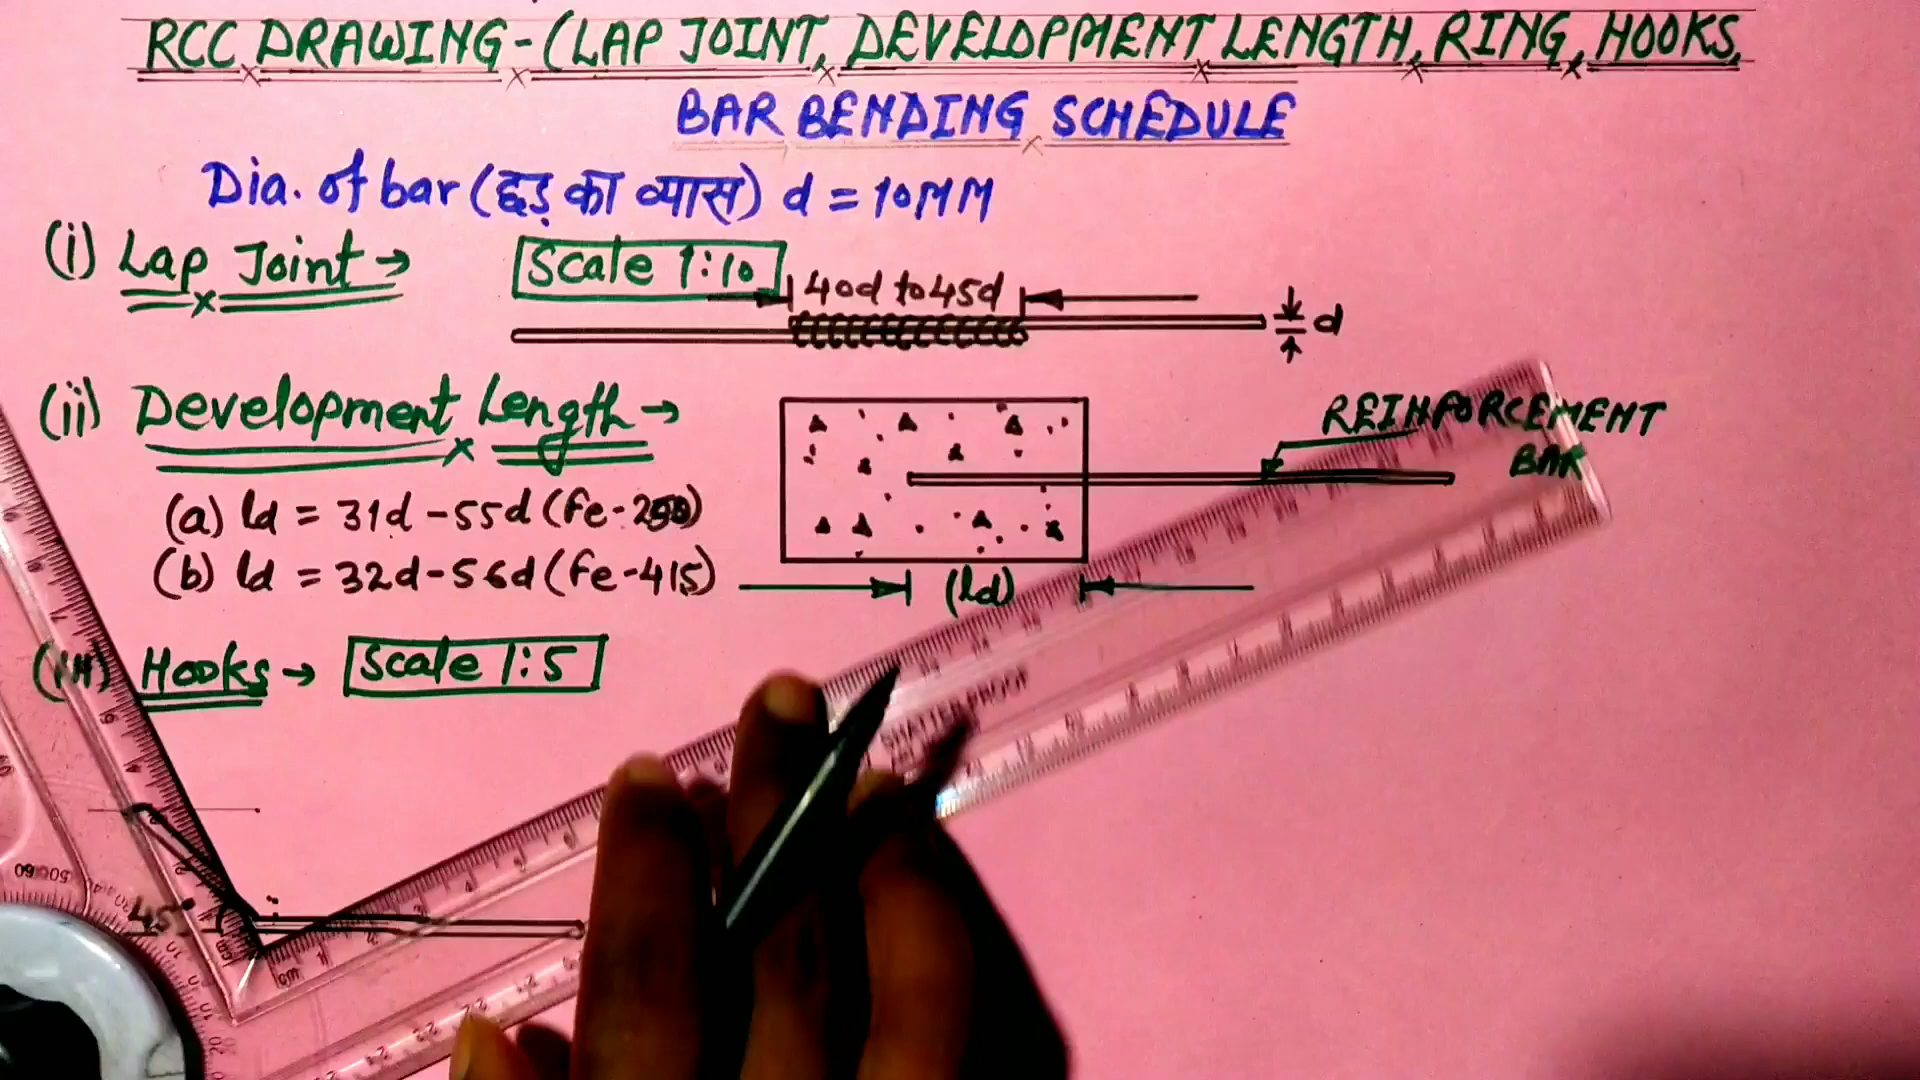 RCC DRAWING-(LAP JOINT, DEVELOPMENT LENGTH, RING, HOOKS,
BAR BENDING SCHEDULE
Dia. of bar (छड़ का व्यास) d = 10MM
(i) Lap Joint→
Scale 1:10
40d to 45d
d
(ii) Development Length→
REINFORCEMENT
BAR
(a) ld = 31d-55d (Fe-250)
(b) ld = 32d-56d (Fe-415)
(ld)
(iii) Hooks→ Scale 1:5
45°